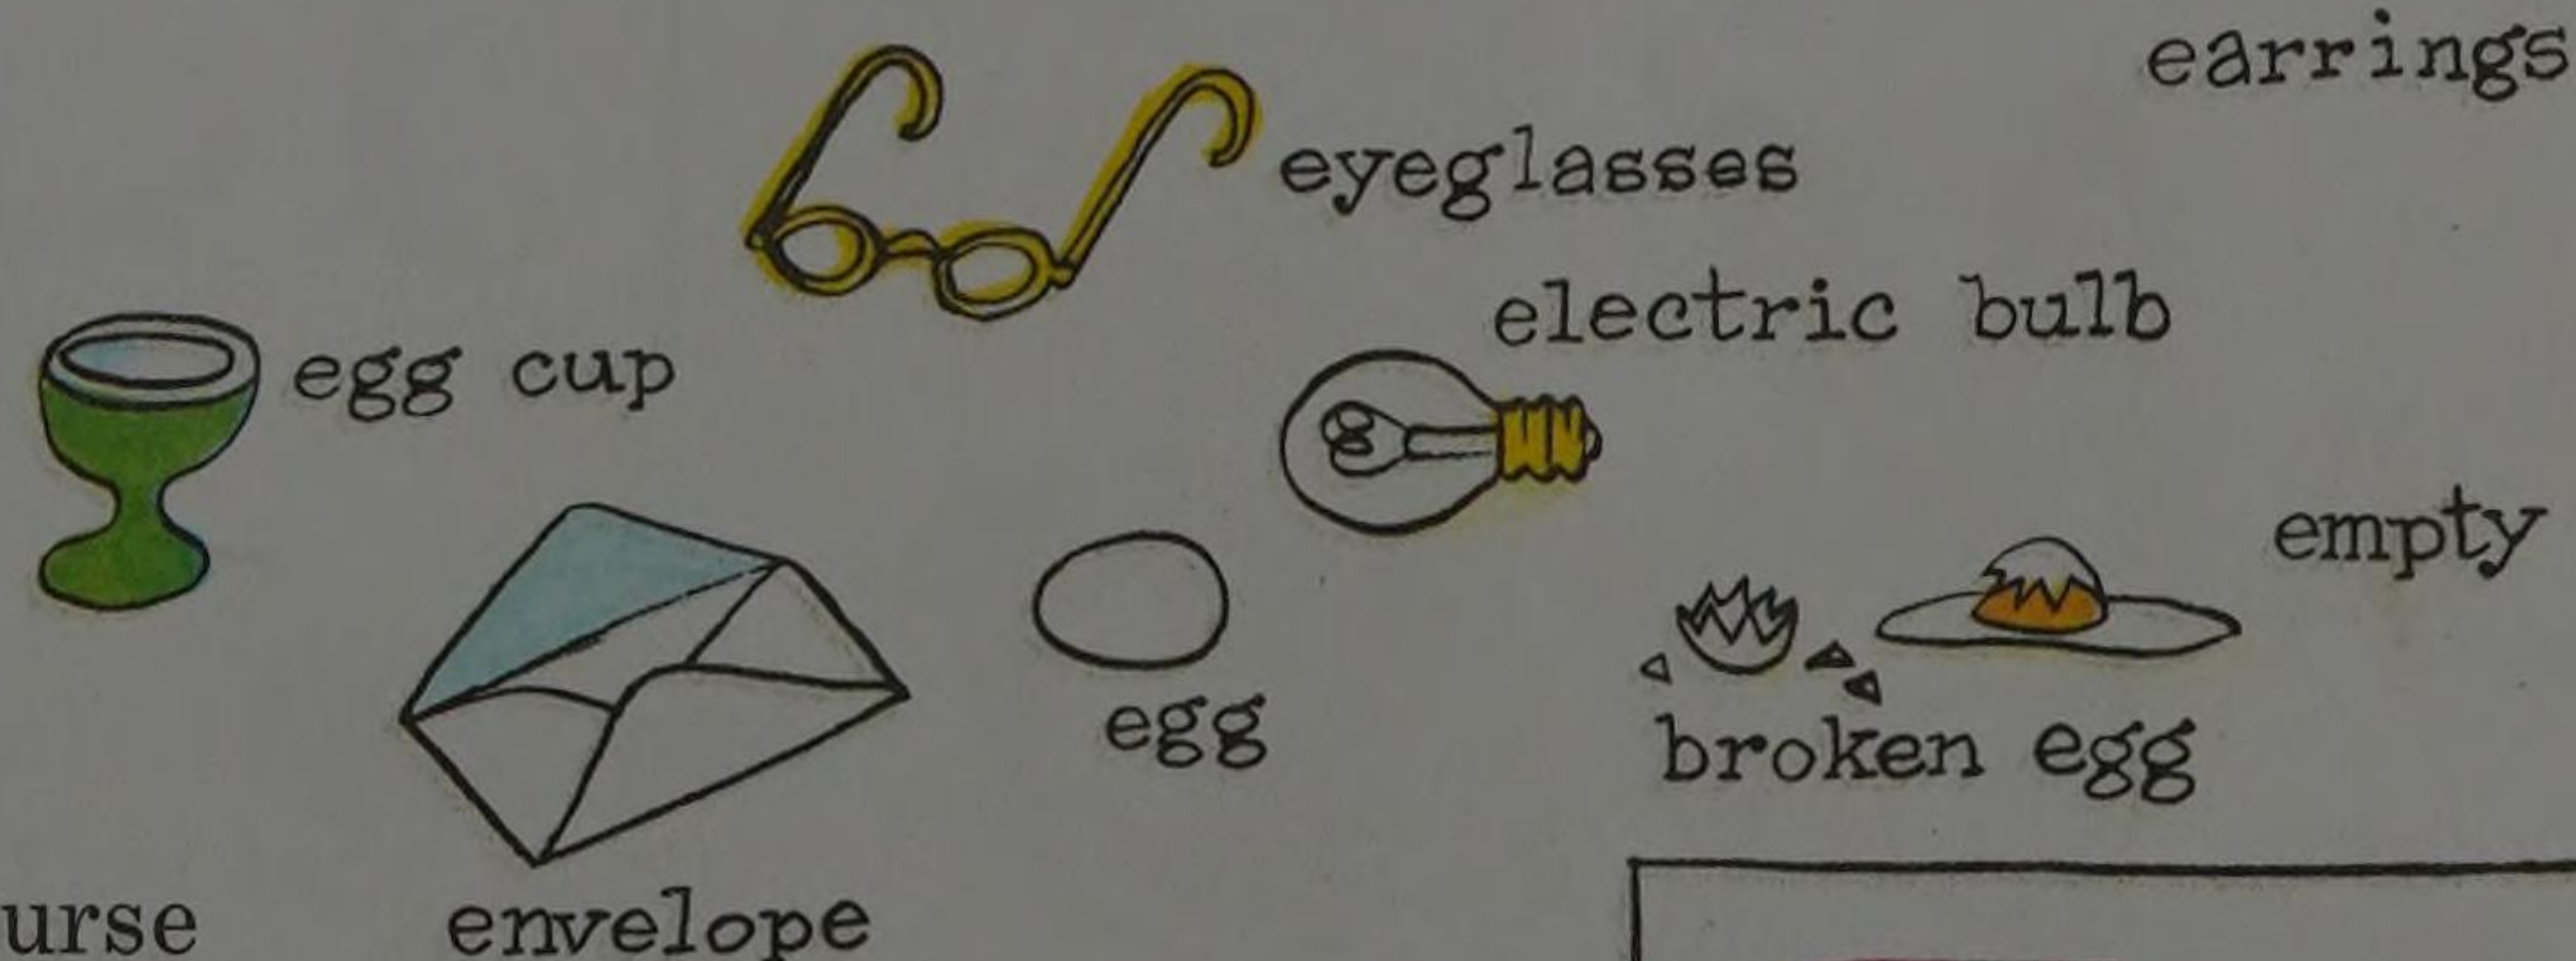 earrings
eyeglasses
electric bulb
egg cup
empty
egg
broken egg
urse
envelope